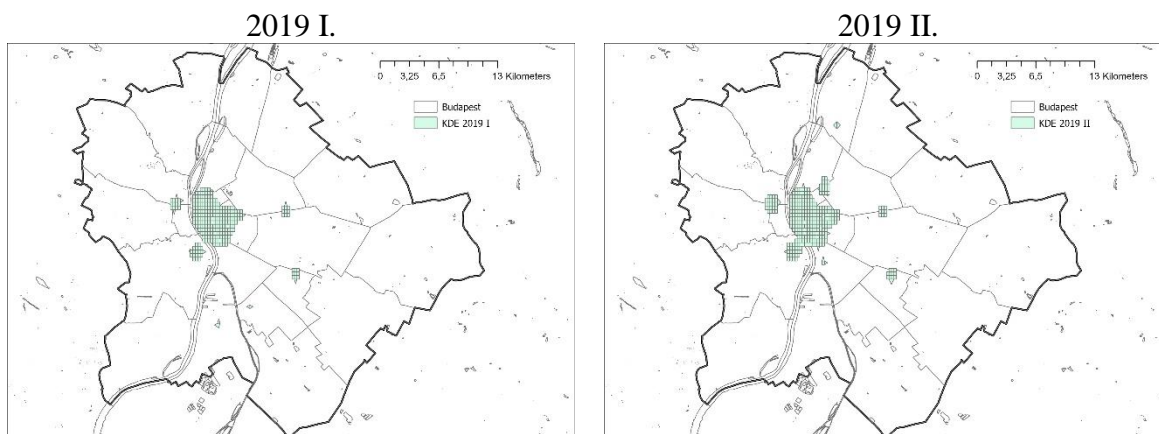 2019 I.
2019 II.
0 3,25 6,5 13 Kilometers
Budapest
KDE 2019 I
0 3,25 6,5 13 Kilometers
Budapest
KDE 2019 II